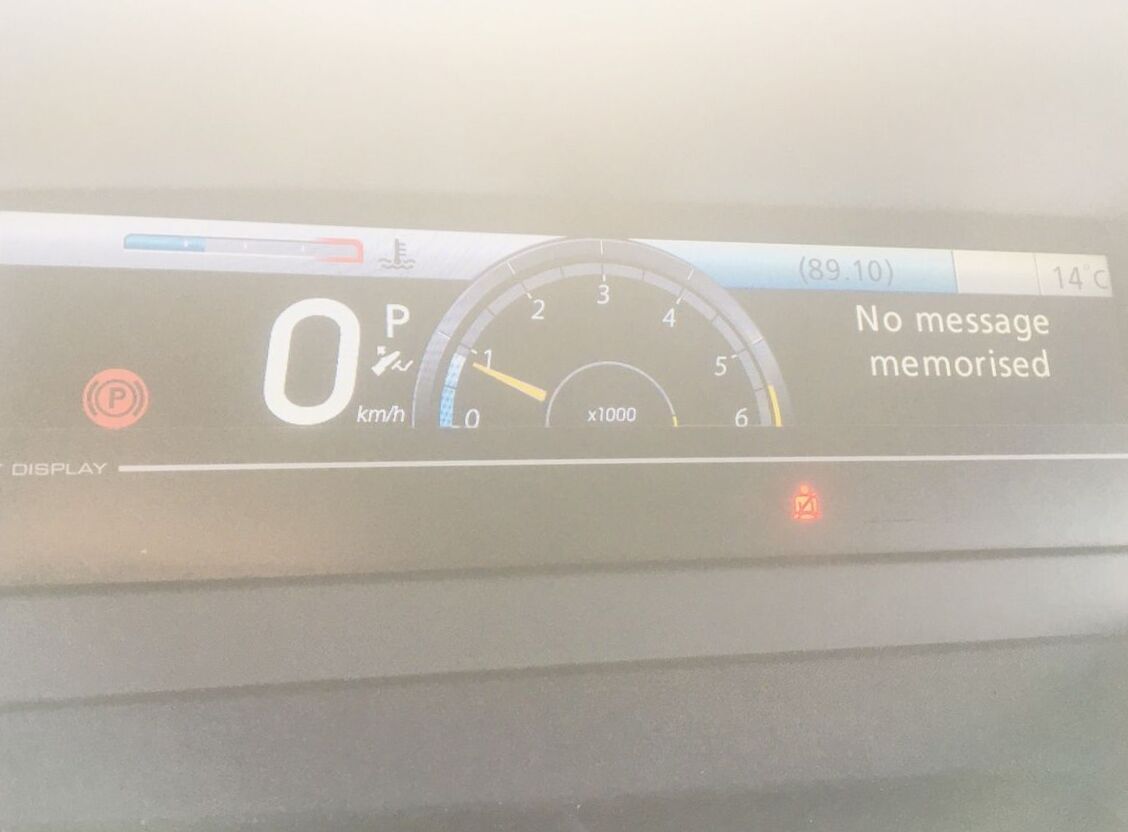 (89.10)
14°C
0
P
km/h
0
1
2
3
4
5
6
x1000
No message
memorised
P
DISPLAY